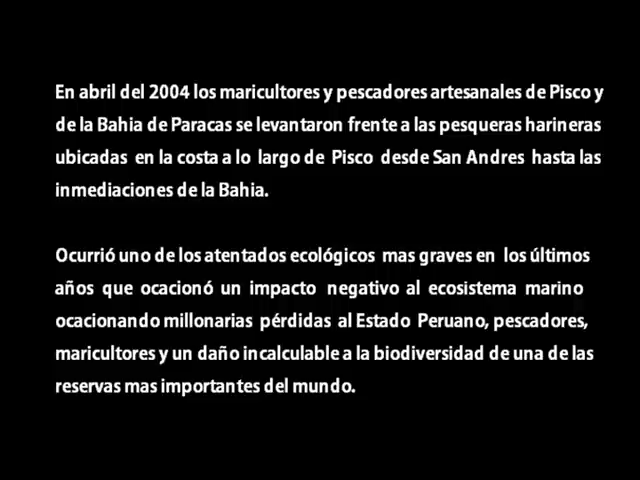 En abril del 2004 los maricultores y pescadores artesanales de Pisco y
de la Bahia de Paracas se levantaron frente a las pesqueras harineras
ubicadas en la costa a lo largo de Pisco desde San Andres hasta las
inmediaciones de la Bahia.
Ocurrió uno de los atentados ecológicos mas graves en los últimos
años que ocacionó un impacto negativo al ecosistema marino
ocacionando millonarias pérdidas al Estado Peruano, pescadores,
maricultores y un daño incalculable a la biodiversidad de una de las
reservas mas importantes del mundo.